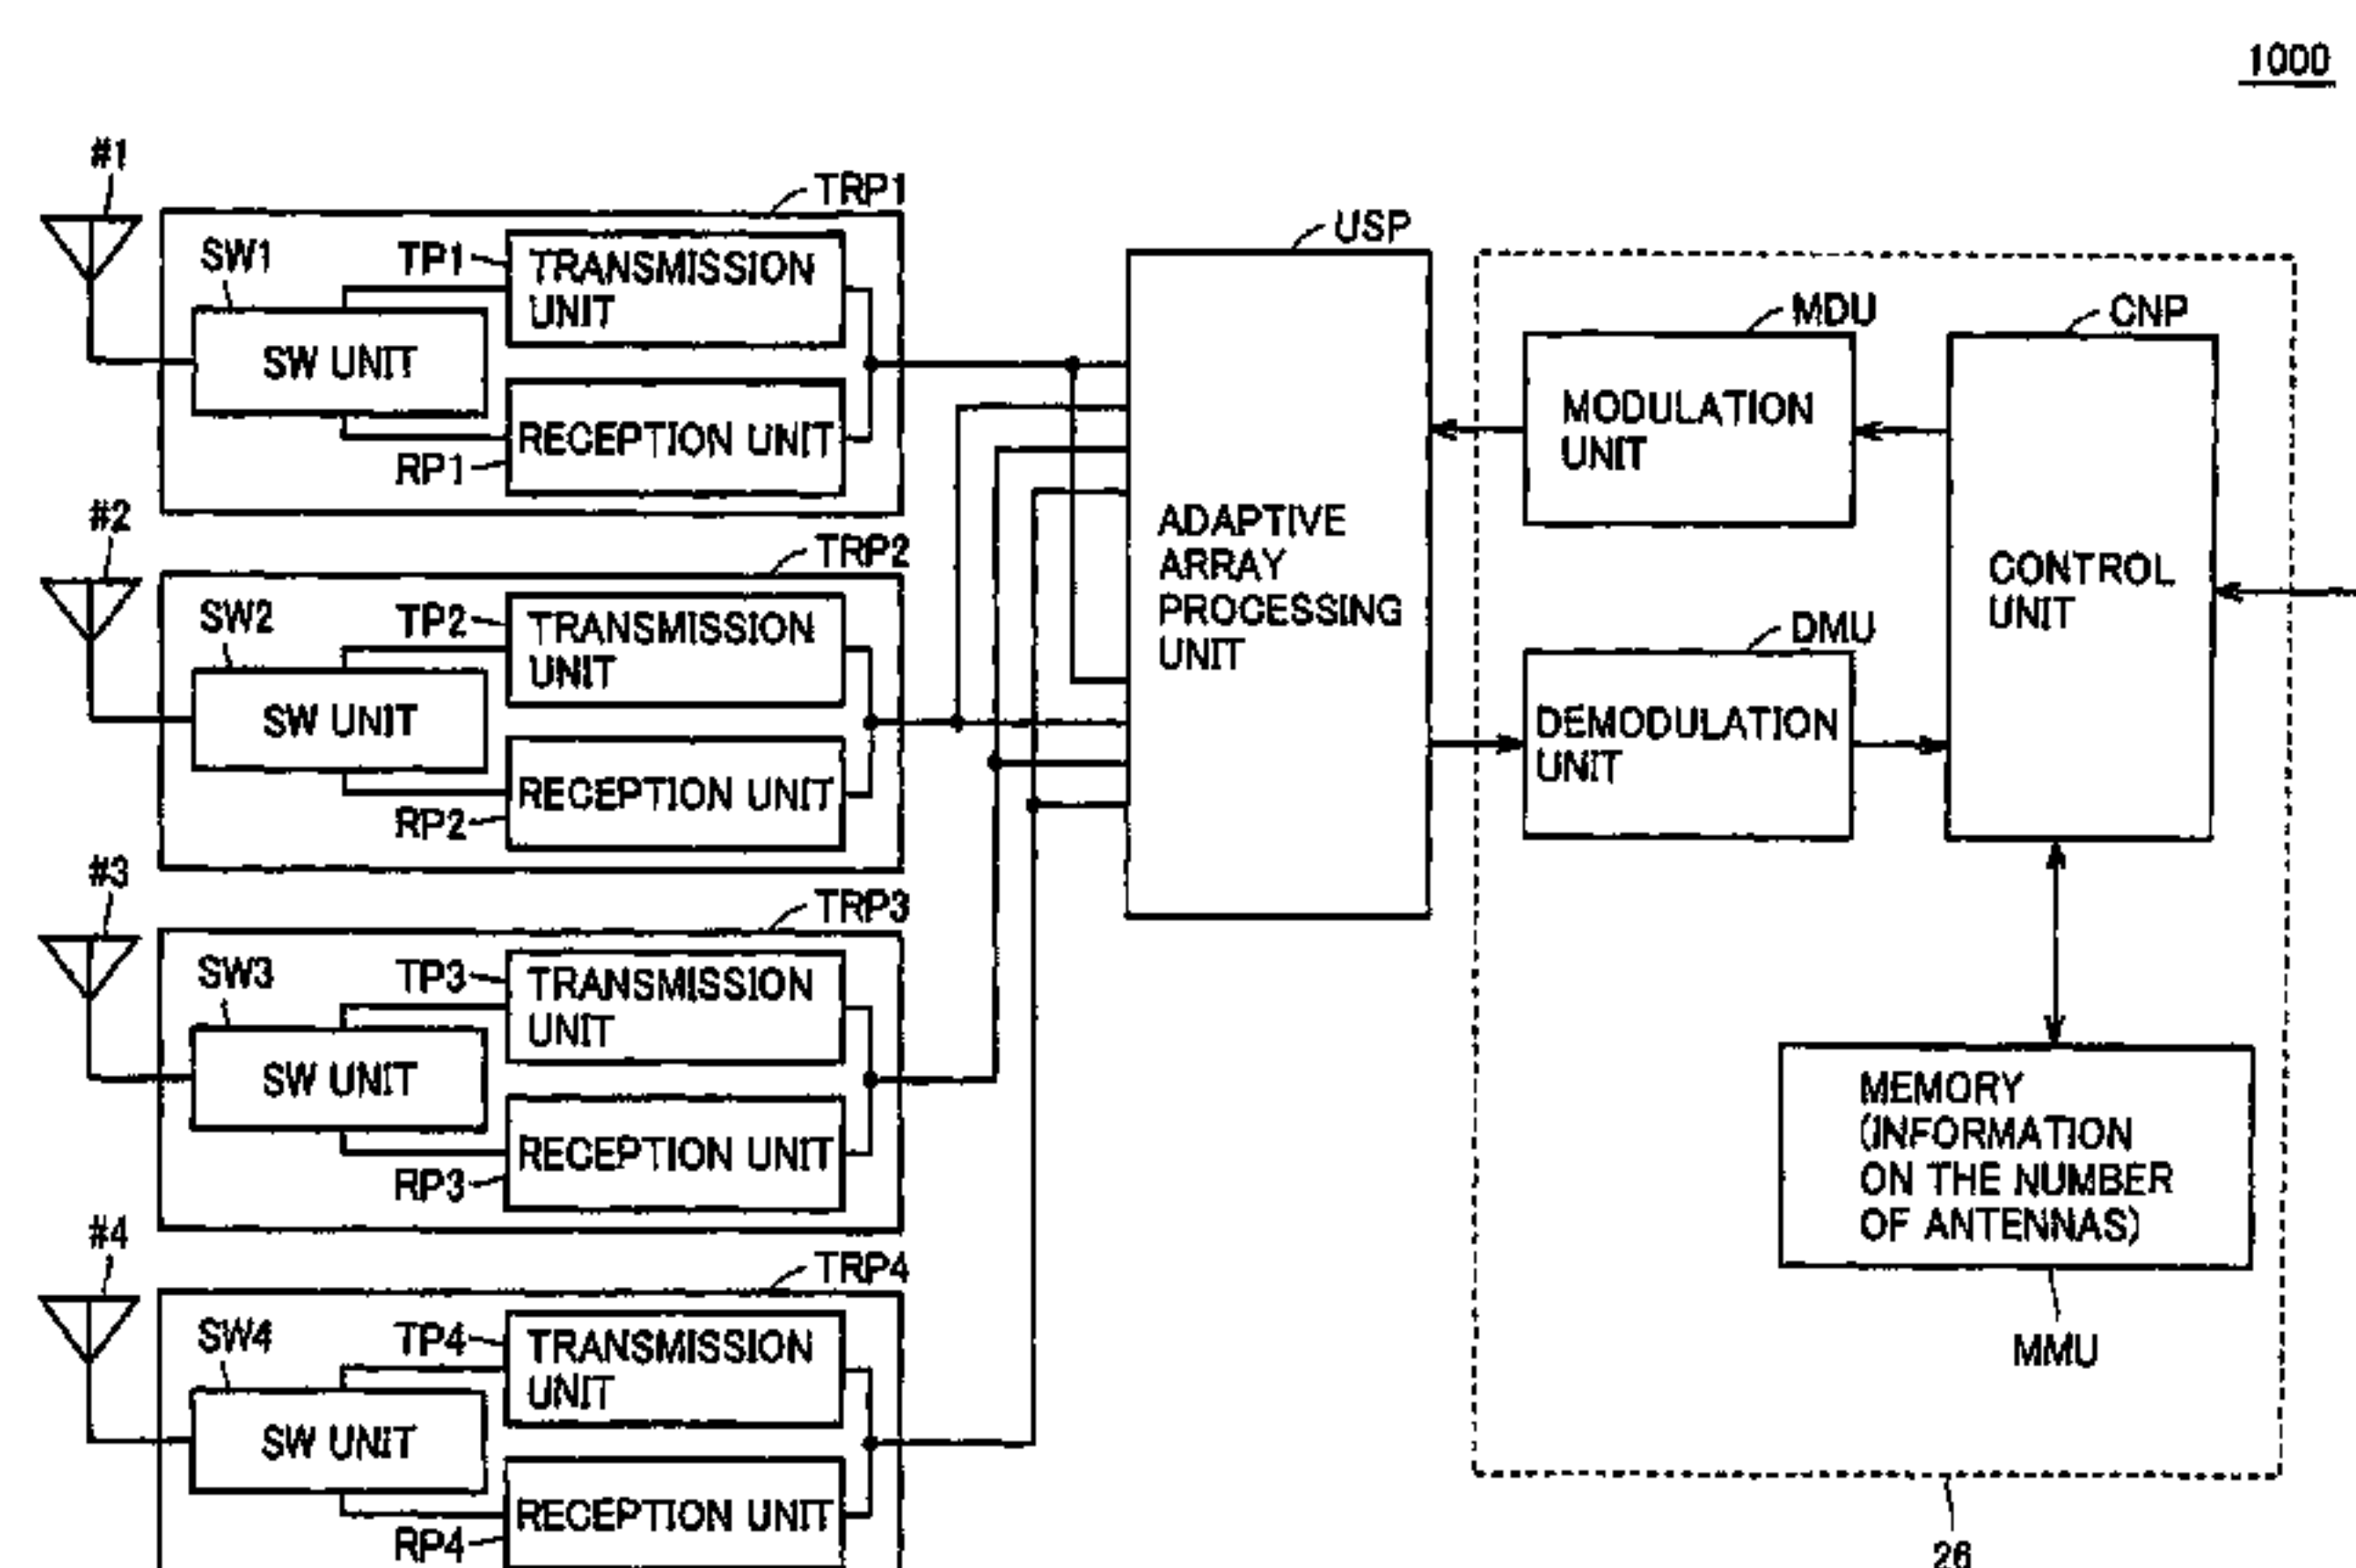 1000
#1
TRP1
SW1
TP1
TRANSMISSION
UNIT
SW UNIT
RECEPTION UNIT
RP1
#2
TRP2
SW2
TP2
TRANSMISSION
UNIT
SW UNIT
RECEPTION UNIT
RP2
#3
TRP3
SW3
TP3
TRANSMISSION
UNIT
SW UNIT
RECEPTION UNIT
RP3
#4
TRP4
SW4
TP4
TRANSMISSION
UNIT
SW UNIT
RECEPTION UNIT
RP4
USP
ADAPTIVE
ARRAY
PROCESSING
UNIT
MDU
MODULATION
UNIT
DMU
DEMODULATION
UNIT
CNP
CONTROL
UNIT
MEMORY
(INFORMATION
ON THE NUMBER
OF ANTENNAS)
MMU
26